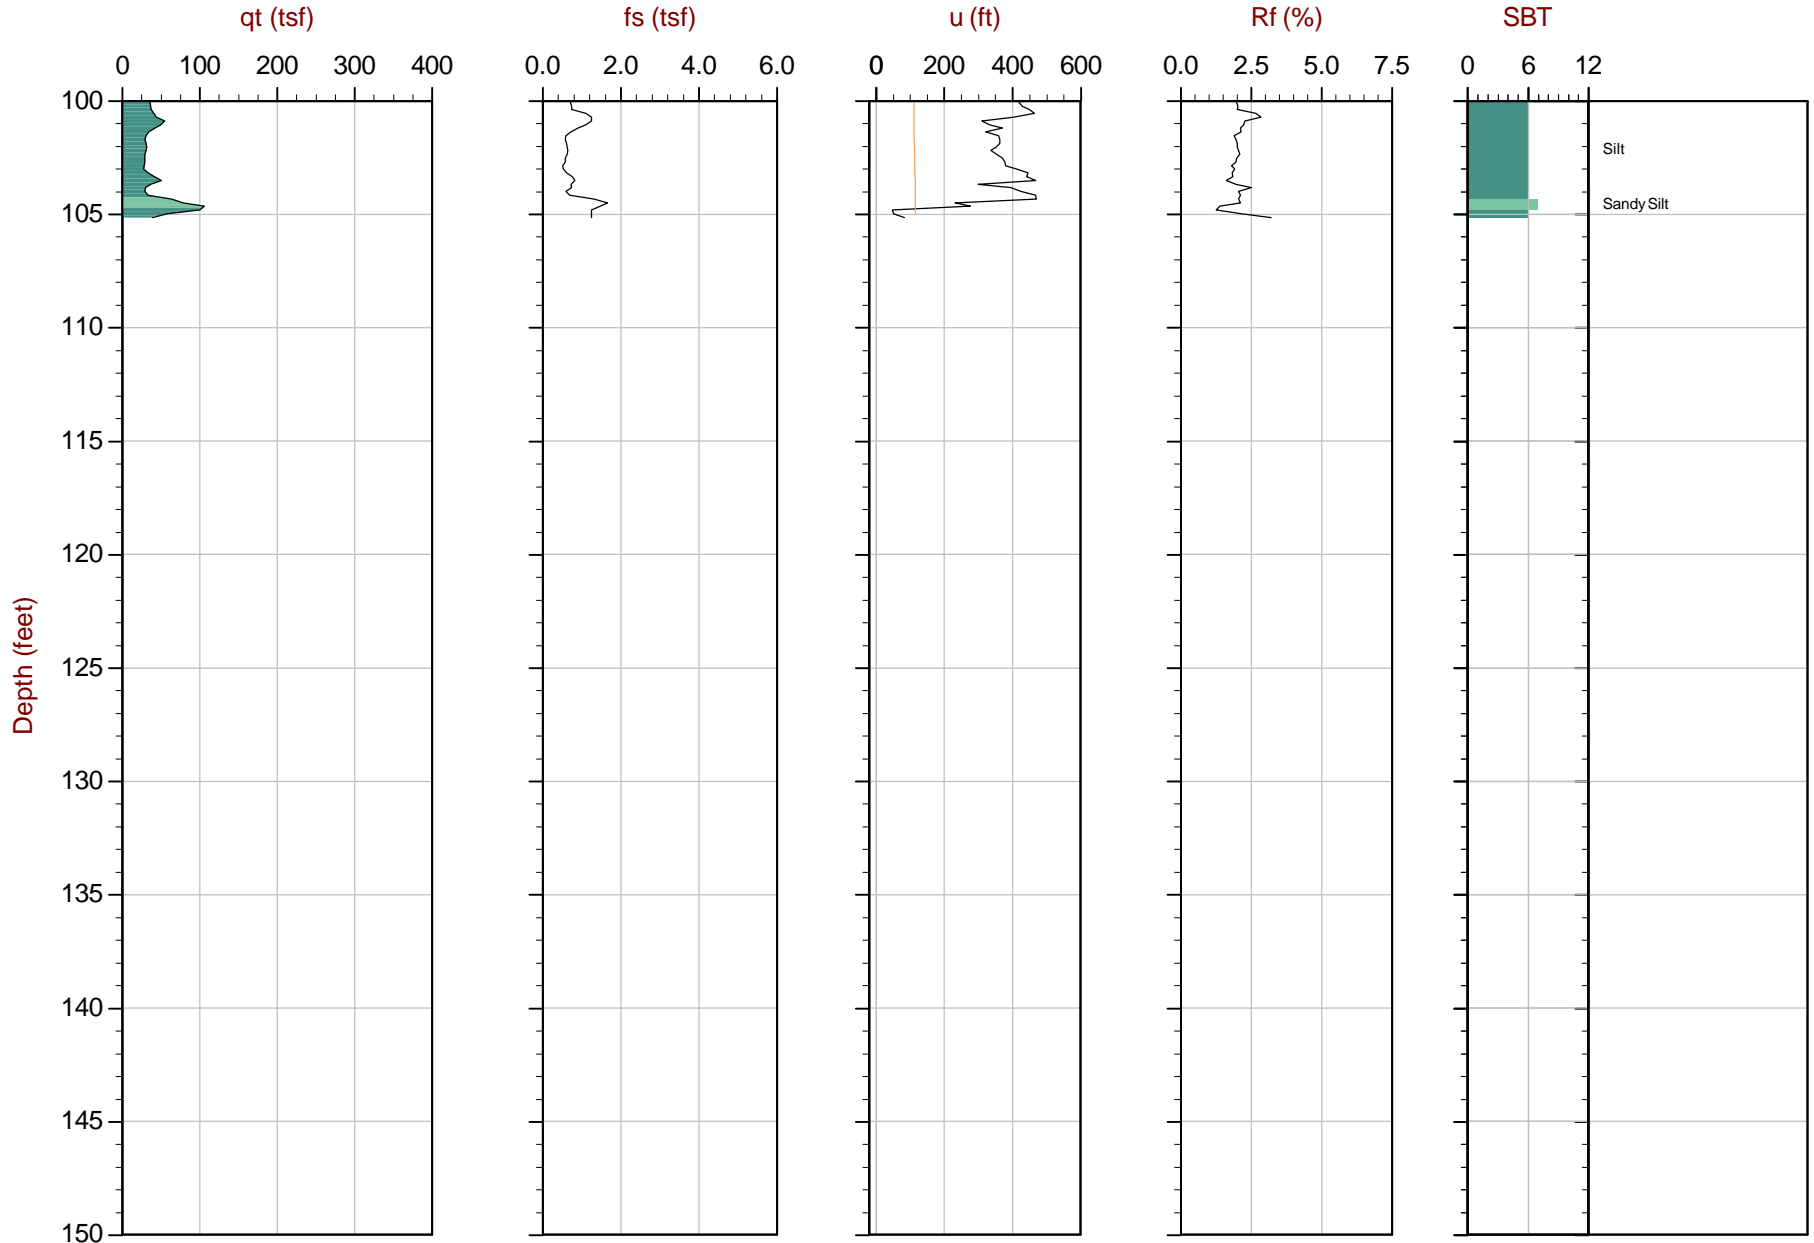 qt (tsf) fs (tsf) u (ft) Rf (%) SBT
0 100 200 300 400 0.0 2.0 4.0 6.0 0 200 400 600 0.0 2.5 5.0 7.5 0 6 12
100
Silt
Sandy Silt
105
110
115
120
125
Depth (feet)
130
135
140
145
150